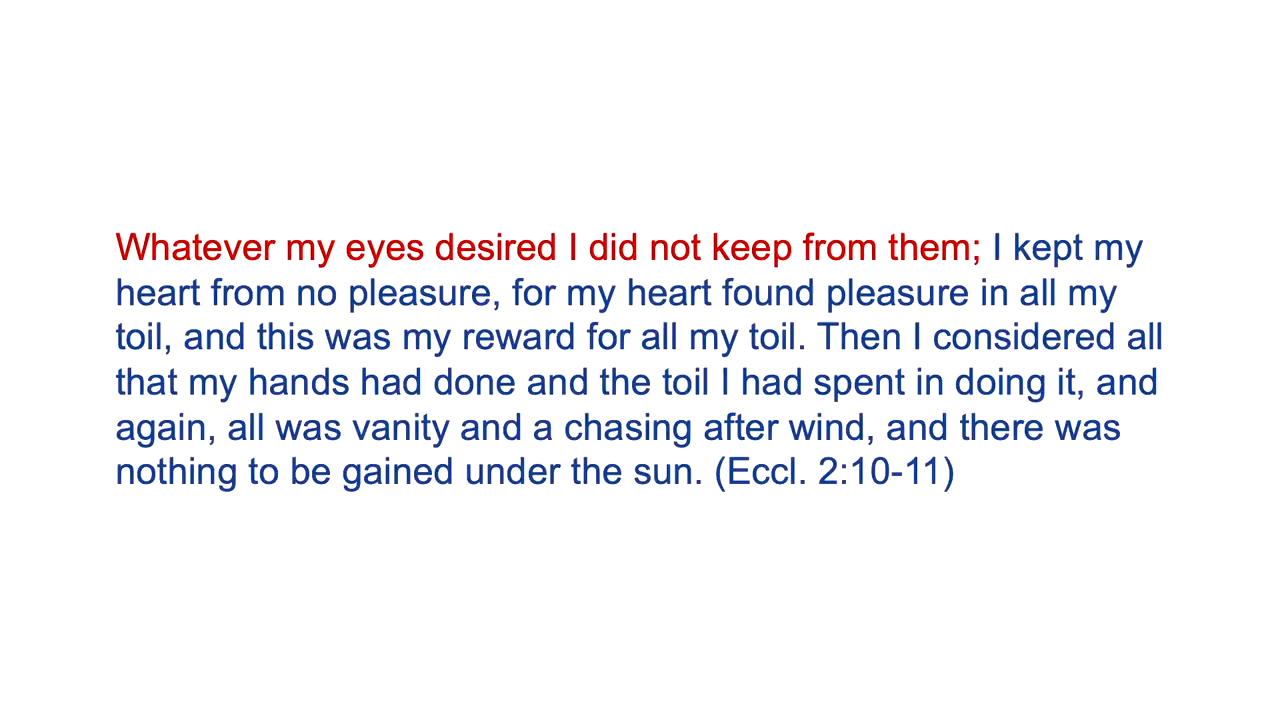 Whatever my eyes desired I did not keep from them; I kept my
heart from no pleasure, for my heart found pleasure in all my
toil, and this was my reward for all my toil. Then I considered all
that my hands had done and the toil I had spent in doing it, and
again, all was vanity and a chasing after wind, and there was
nothing to be gained under the sun. (Eccl. 2:10-11)